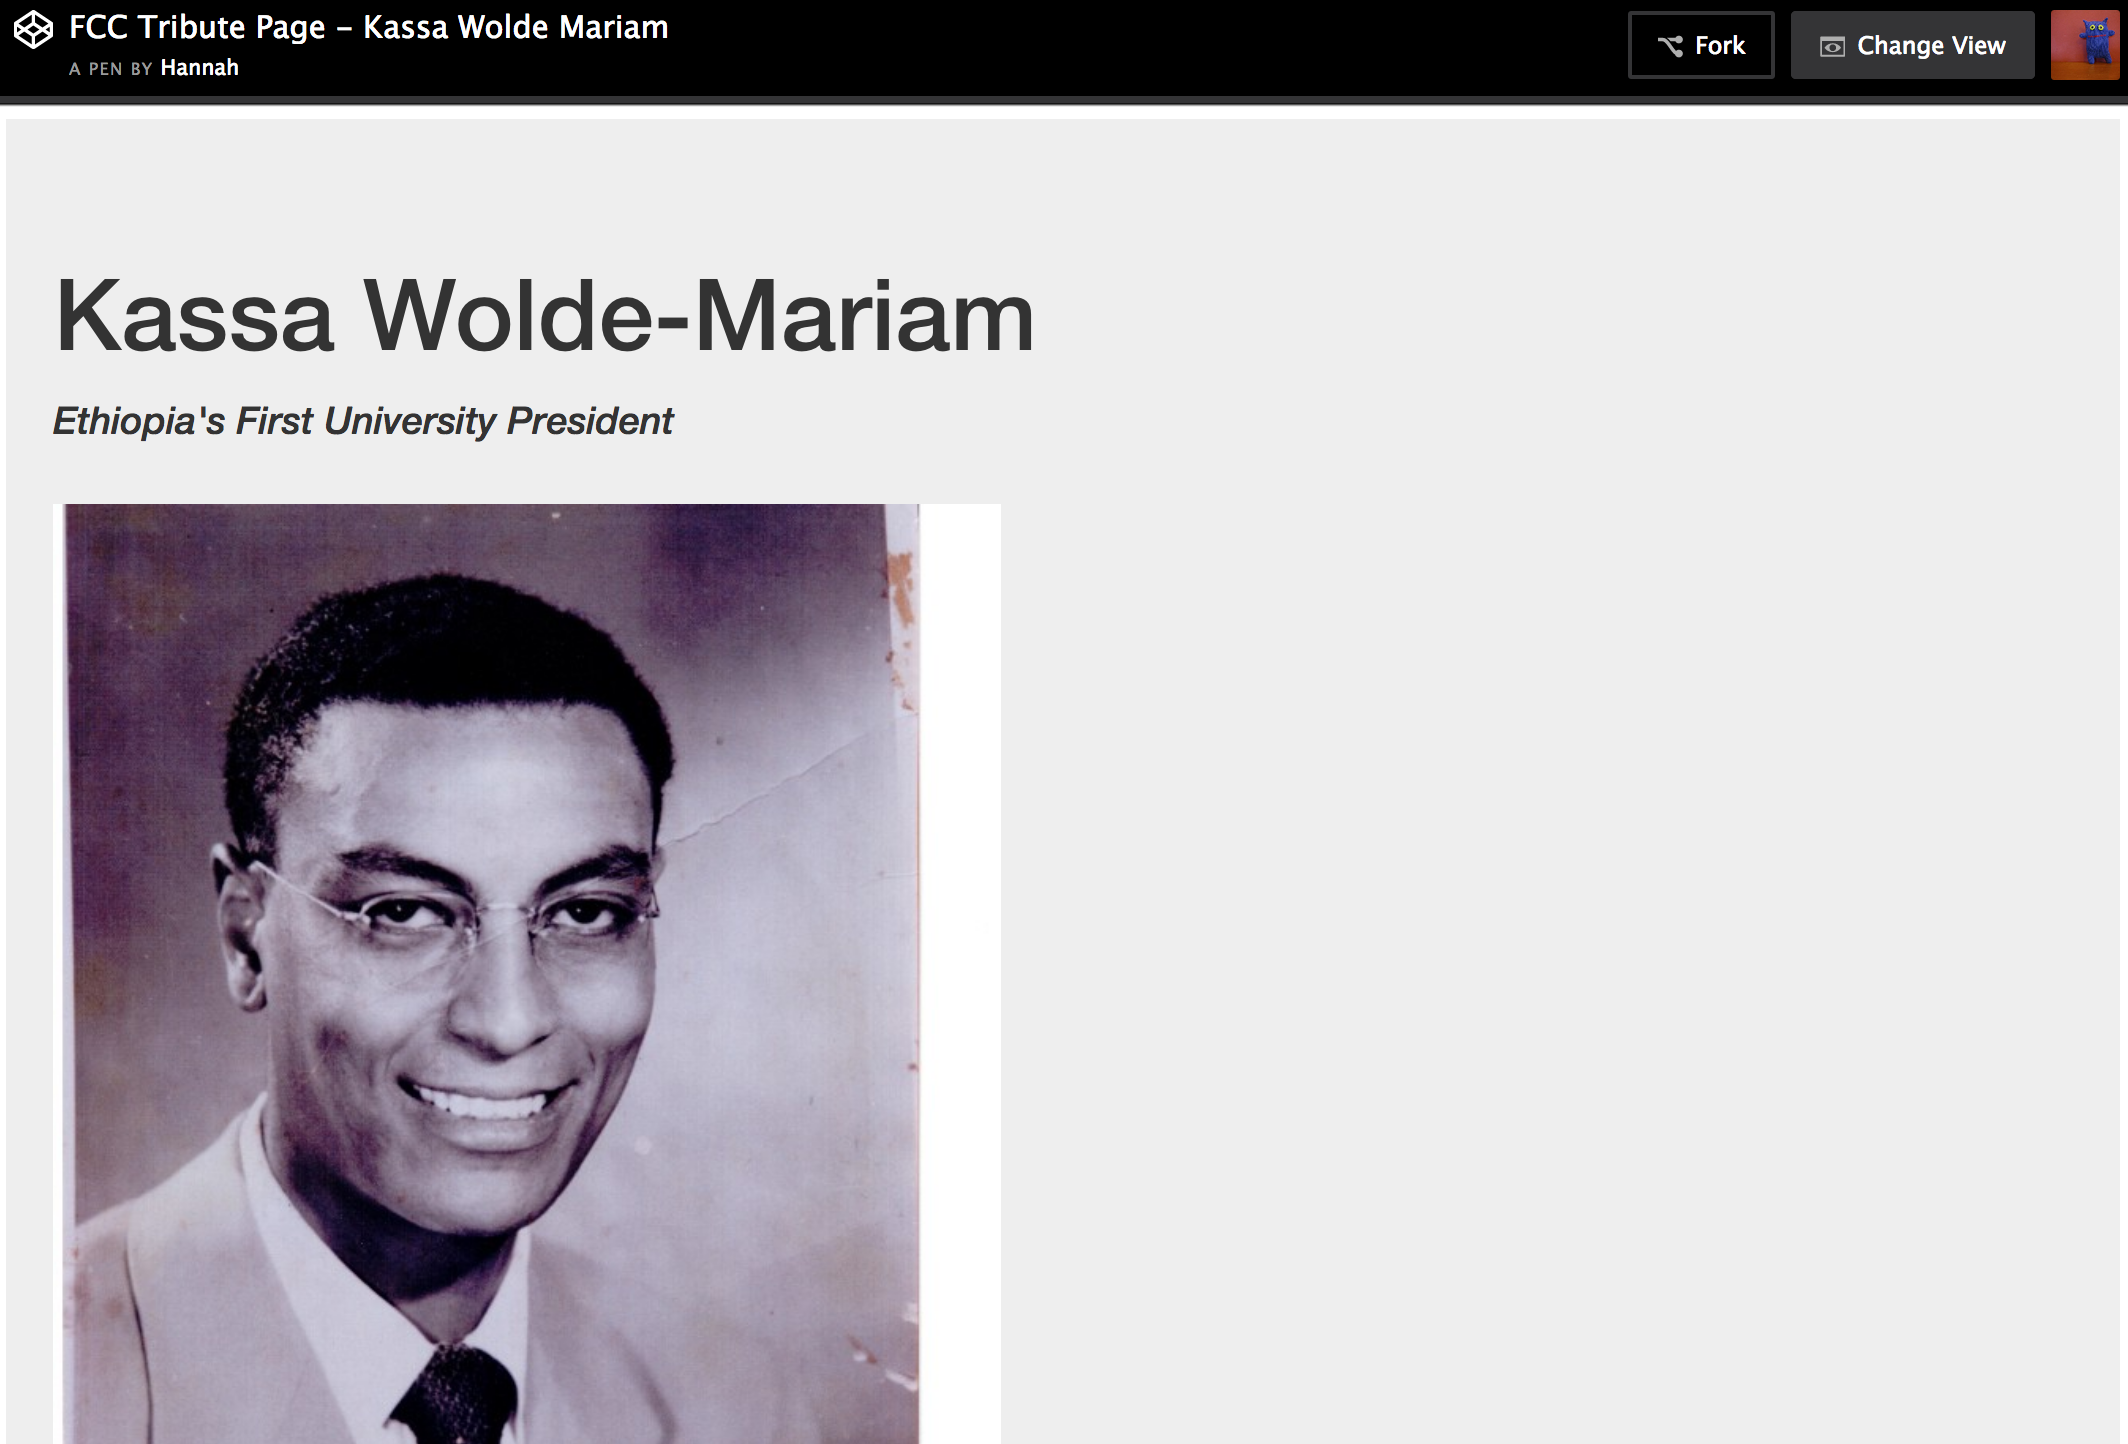 FCC Tribute Page – Kassa Wolde Mariam
A PEN BY Hannah
Fork
Change View
Kassa Wolde-Mariam
Ethiopia's First University President